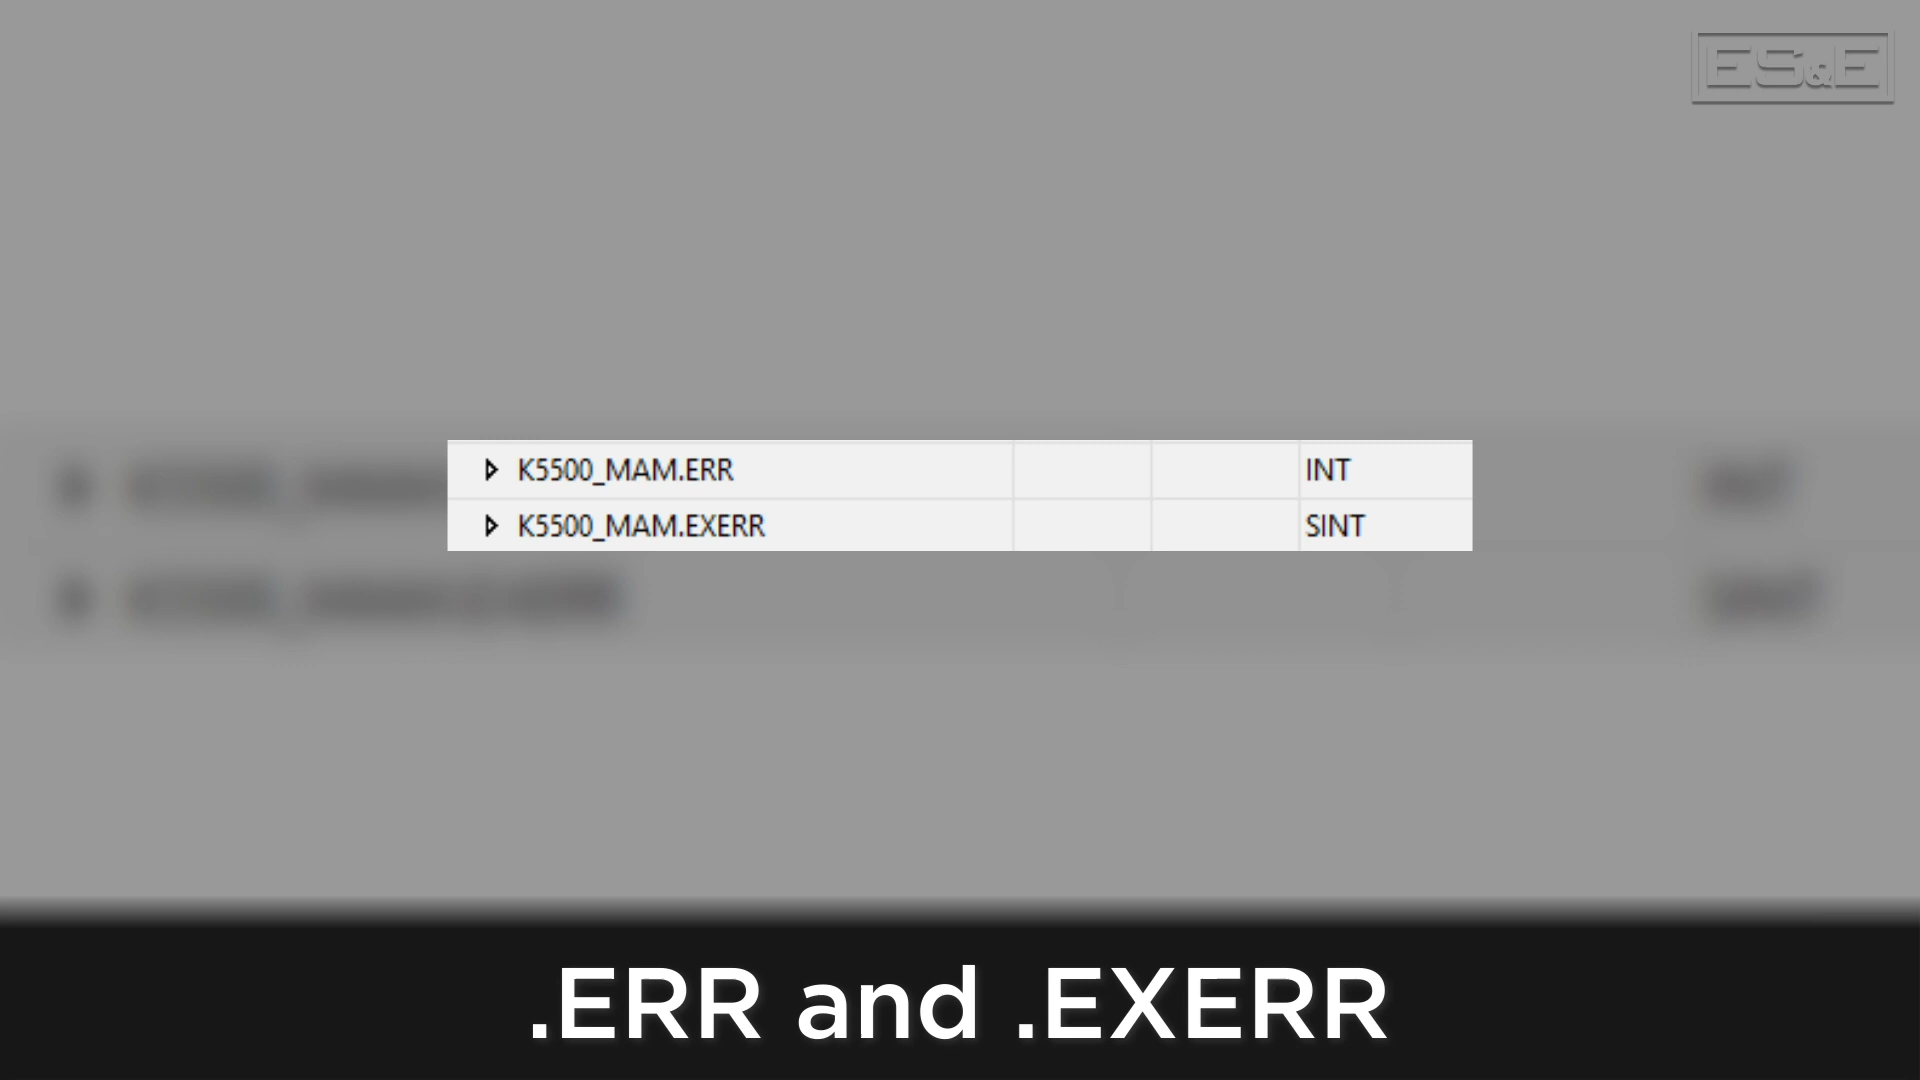 ES&E
K5500_MAM.ERR INT
K5500_MAM.EXERR SINT
.ERR and .EXERR